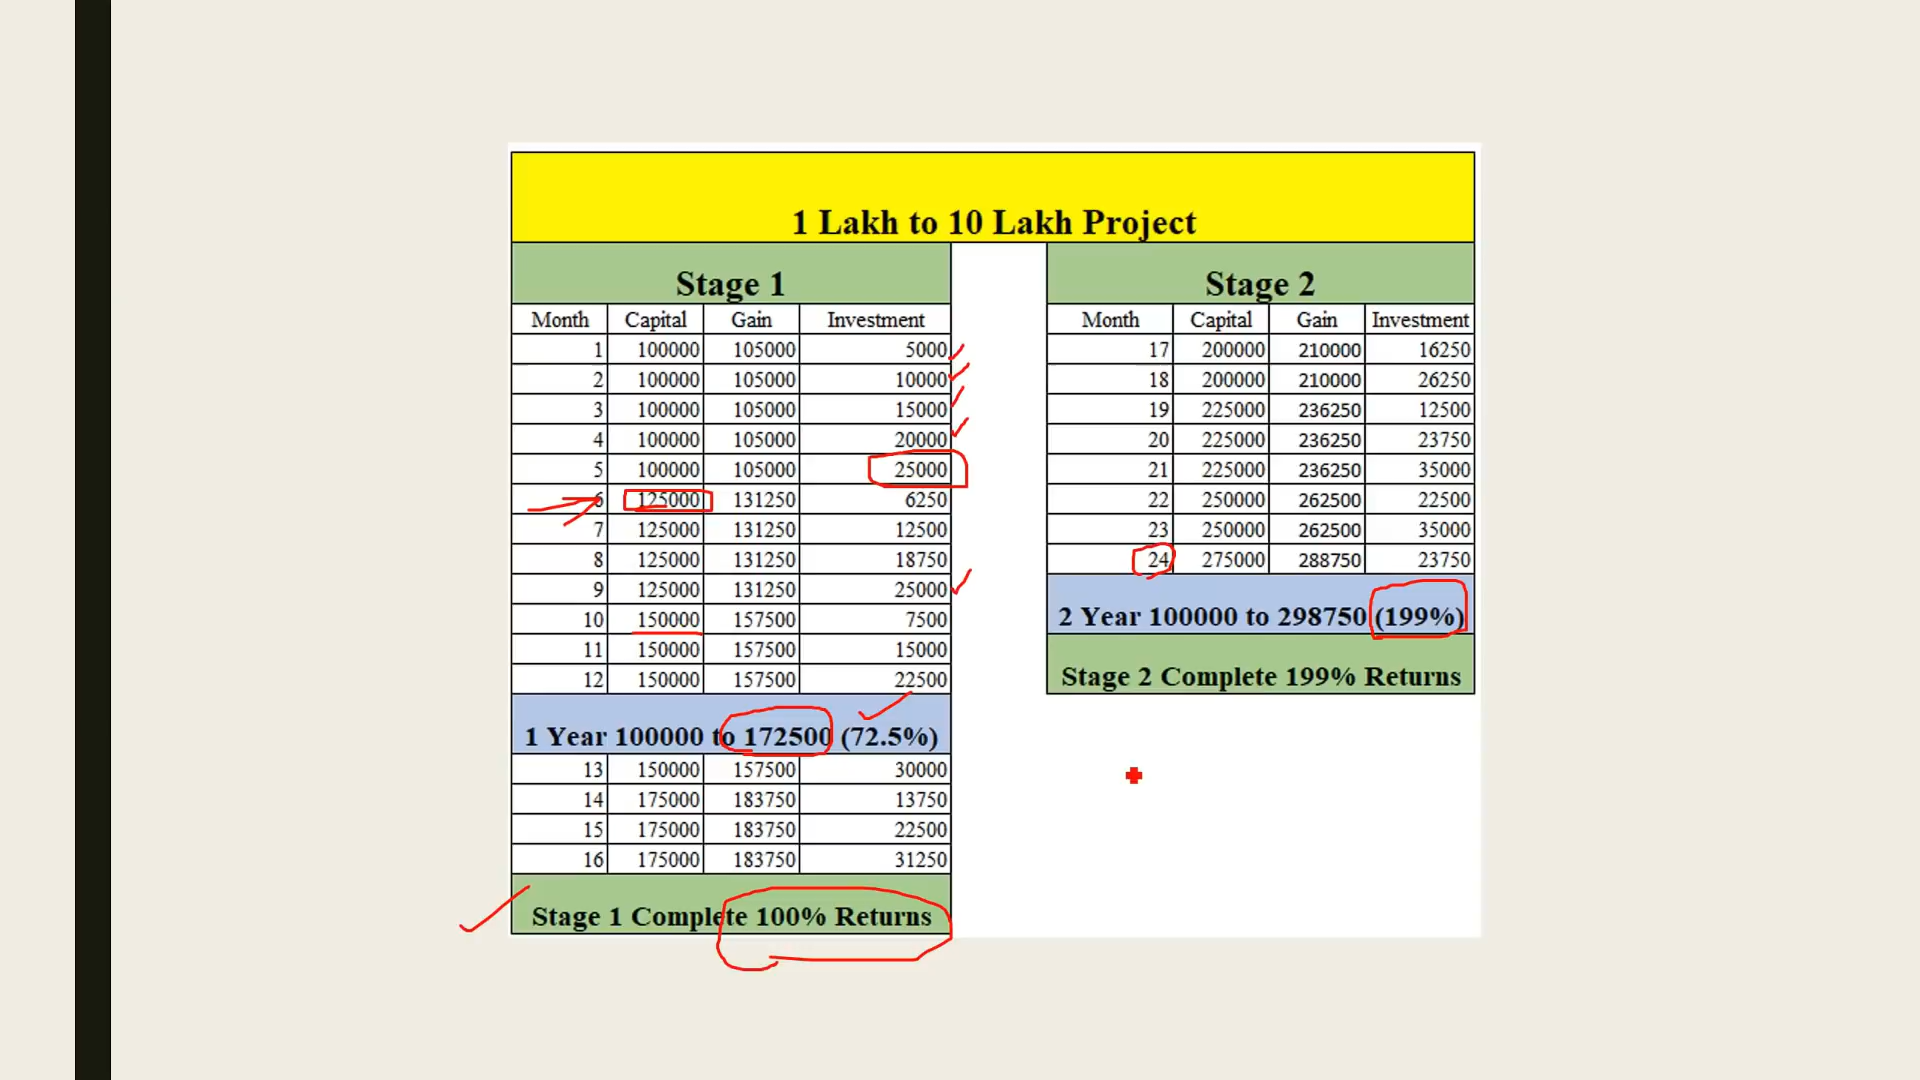 1 Lakh to 10 Lakh Project
Stage 1
Month Capital Gain Investment
1 100000 105000 5000
2 100000 105000 10000
3 100000 105000 15000
4 100000 105000 20000
5 100000 105000 25000
6 125000 131250 6250
7 125000 131250 12500
8 125000 131250 18750
9 125000 131250 25000
10 150000 157500 7500
11 150000 157500 15000
12 150000 157500 22500
1 Year 100000 to 172500 (72.5%)
13 150000 157500 30000
14 175000 183750 13750
15 175000 183750 22500
16 175000 183750 31250
Stage 1 Complete 100% Returns
Stage 2
Month Capital Gain Investment
17 200000 210000 16250
18 200000 210000 26250
19 225000 236250 12500
20 225000 236250 23750
21 225000 236250 35000
22 250000 262500 22500
23 250000 262500 35000
24 275000 288750 23750
2 Year 100000 to 298750 (199%)
Stage 2 Complete 199% Returns